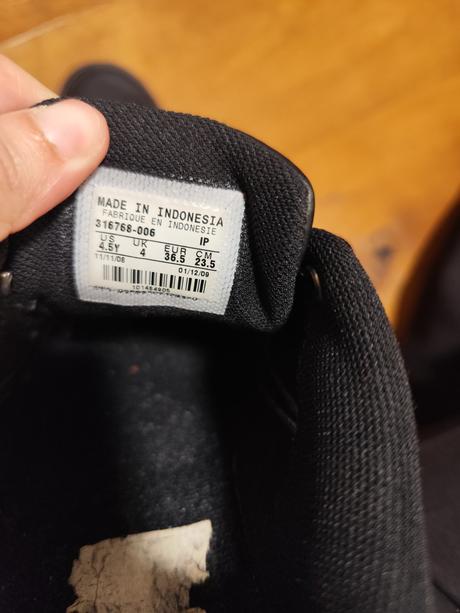 MADE IN INDONESIA
FABRIQUE EN INDONESIE
316768-006 IP
US UK EUR CM
4.5Y 4 36.5 23.5
11/11/08 01/12/09